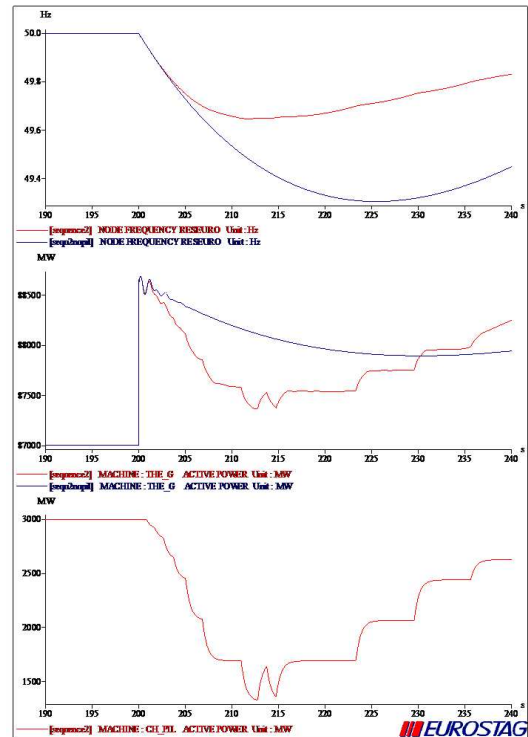 Hz
50.0
49.8
49.6
49.4
190 195 200 205 210 215 220 225 230 235 240 s
[sequence2] NODE FREQUENCY RESEURO Unit : Hz
[sequ2nopil] NODE FREQUENCY RESEURO Unit : Hz
MW
88500
88000
87500
87000
190 195 200 205 210 215 220 225 230 235 240 s
[sequence2] MACHINE : THE_G ACTIVE POWER Unit : MW
[sequ2nopil] MACHINE : THE_G ACTIVE POWER Unit : MW
MW
3000
2500
2000
1500
190 195 200 205 210 215 220 225 230 235 240 s
[sequence2] MACHINE : CH_PIL ACTIVE POWER Unit : MW
EUROSTAG